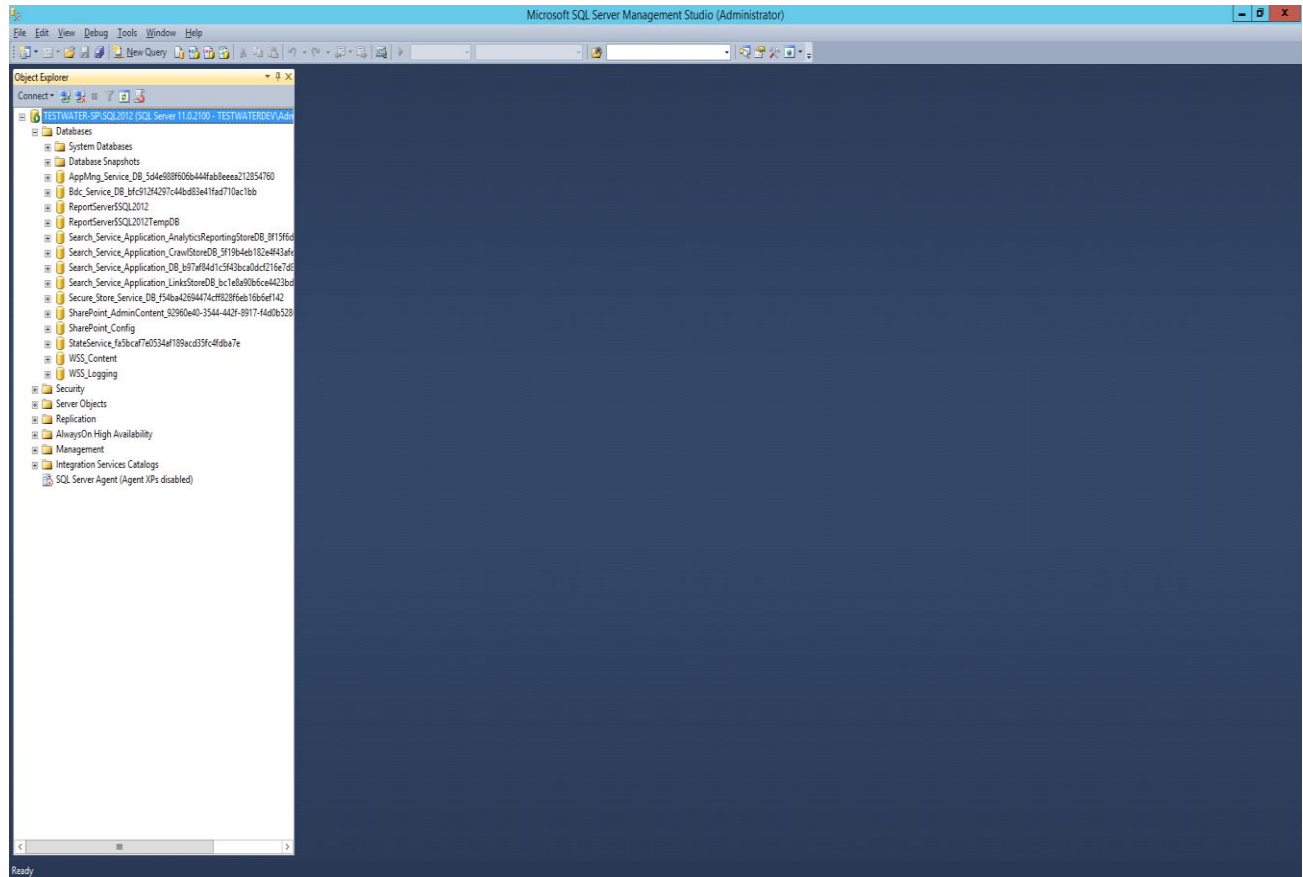 Microsoft SQL Server Management Studio (Administrator)
File Edit View Debug Tools Window Help
New Query
Object Explorer
Connect
TESTWATER-SP\SQL2012 (SQL Server 11.0.2100 - TESTWATERDEV\Adm
Databases
System Databases
Database Snapshots
AppMng_Service_DB_5d4e988f606b444fab8eeea212854760
Bdc_Service_DB_bfc912f4297c44bd83e41fad710ac1bb
ReportServer$SQL2012
ReportServer$SQL2012TempDB
Search_Service_Application_AnalyticsReportingStoreDB_8f15f6d
Search_Service_Application_CrawlStoreDB_5f19b4eb182e4f43afe
Search_Service_Application_DB_b97af84d1c5f43bca0dcf216e7d8
Search_Service_Application_LinksStoreDB_bc1e8a90b6ce4423bd
Secure_Store_Service_DB_f54ba42694474cff828f6eb16b6ef142
SharePoint_AdminContent_92960e40-3544-442f-8917-f4d0b528
SharePoint_Config
StateService_fa5bcaf7e0534af189acd35fc4fdba7e
WSS_Content
WSS_Logging
Security
Server Objects
Replication
AlwaysOn High Availability
Management
Integration Services Catalogs
SQL Server Agent (Agent XPs disabled)
Ready